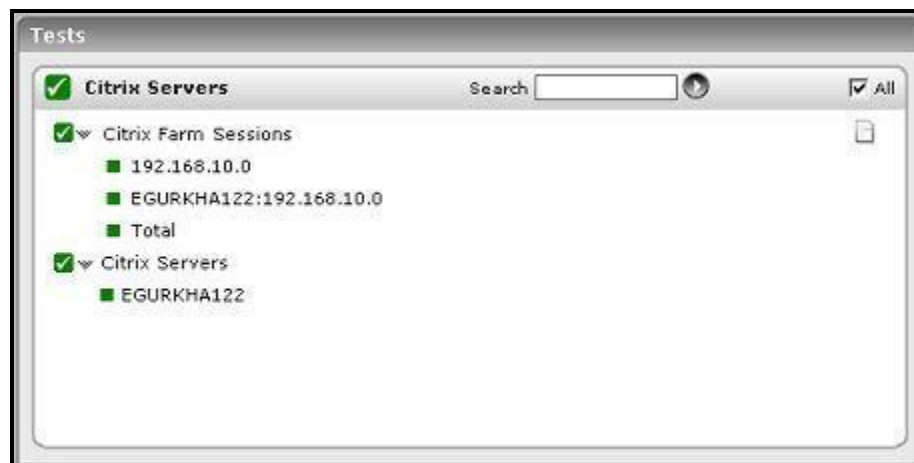 Tests
Citrix Servers Search All
Citrix Farm Sessions
192.168.10.0
EGURKHA122:192.168.10.0
Total
Citrix Servers
EGURKHA122